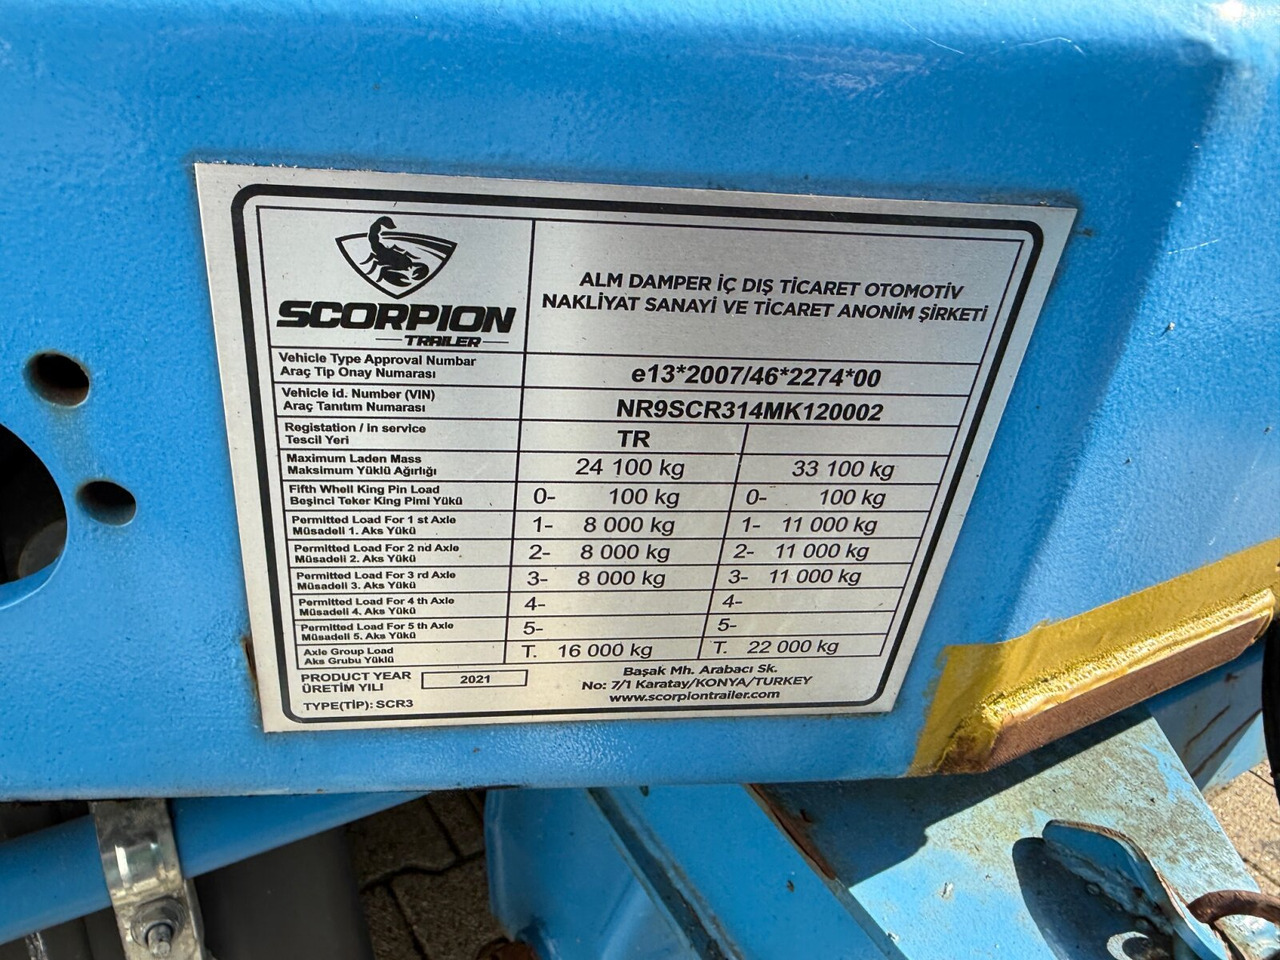 SCORPION
TRAILER
ALM DAMPER İÇ DIŞ TİCARET OTOMOTİV
NAKLİYAT SANAYİ VE TİCARET ANONİM ŞİRKETİ
Vehicle Type Approval Numbar
Araç Tip Onay Numarası
e13*2007/46*2274*00
Vehicle id. Number (VIN)
Araç Tanıtım Numarası
NR9SCR314MK120002
Registation / in service
Tescil Yeri
TR
Maximum Laden Mass
Maksimum Yüklü Ağırlığı
24 100 kg 33 100 kg
Fifth Whell King Pin Load
Beşinci Teker King Pimi Yükü
0- 100 kg 0- 100 kg
Permitted Load For 1 st Axle
Müsadeli 1. Aks Yükü
1- 8 000 kg 1- 11 000 kg
Permitted Load For 2 nd Axle
Müsadeli 2. Aks Yükü
2- 8 000 kg 2- 11 000 kg
Permitted Load For 3 rd Axle
Müsadeli 3. Aks Yükü
3- 8 000 kg 3- 11 000 kg
Permitted Load For 4 th Axle
Müsadeli 4. Aks Yükü
4- 4-
Permitted Load For 5 th Axle
Müsadeli 5. Aks Yükü
5- 5-
Axle Group Load
Aks Grubu Yüklü
T. 16 000 kg T. 22 000 kg
PRODUCT YEAR
ÜRETİM YILI
2021
TYPE(TİP): SCR3
Başak Mh. Arabacı Sk.
No: 7/1 Karatay/KONYA/TURKEY
www.scorpiontrailer.com